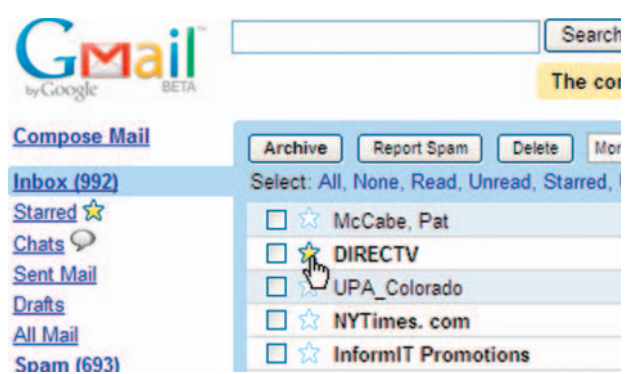 Gmail
by Google BETA
Search
The
Compose Mail
Archive Report Spam Delete
Inbox (992)
Select: All, None, Read, Unread, Starred,
Starred
McCabe, Pat
Chats
DIRECTV
Sent Mail
UPA_Colorado
Drafts
NYTimes. com
All Mail
InformIT Promotions
Spam (693)